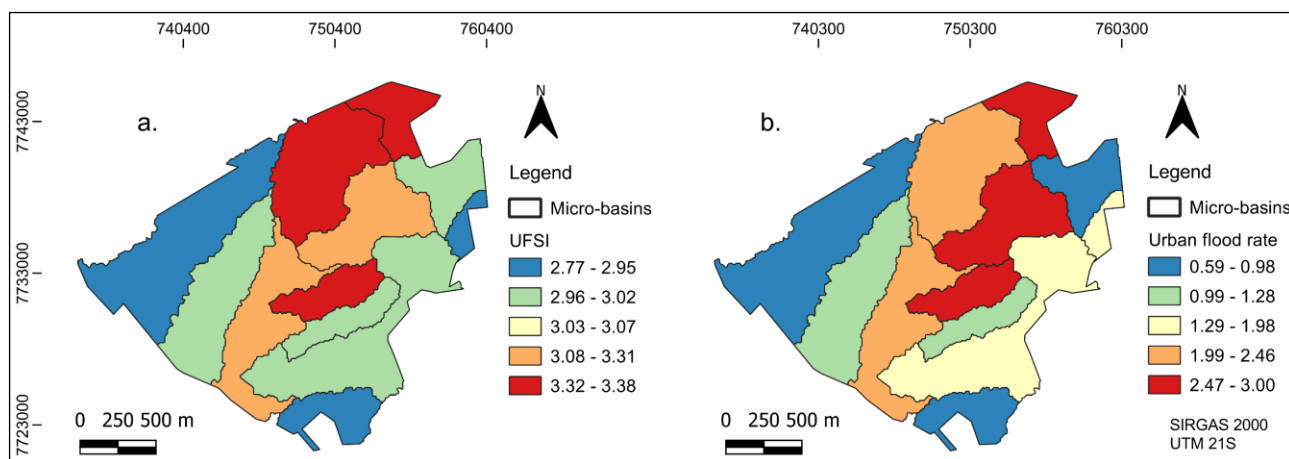 740400 750400 760400
7743000
7733000
7723000
a.
N
Legend
Micro-basins
UFSI
2.77 - 2.95
2.96 - 3.02
3.03 - 3.07
3.08 - 3.31
3.32 - 3.38
0 250 500 m
740300 750300 760300
b.
N
Legend
Micro-basins
Urban flood rate
0.59 - 0.98
0.99 - 1.28
1.29 - 1.98
1.99 - 2.46
2.47 - 3.00
0 250 500 m
SIRGAS 2000
UTM 21S